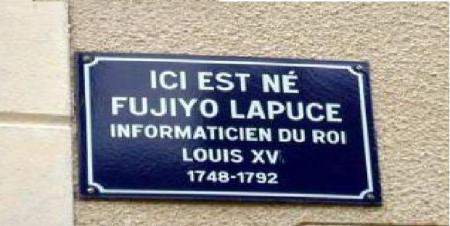 ICI EST NÉ
FUJIYO LAPUCE
INFORMATICIEN DU ROI
LOUIS XV
1748-1792